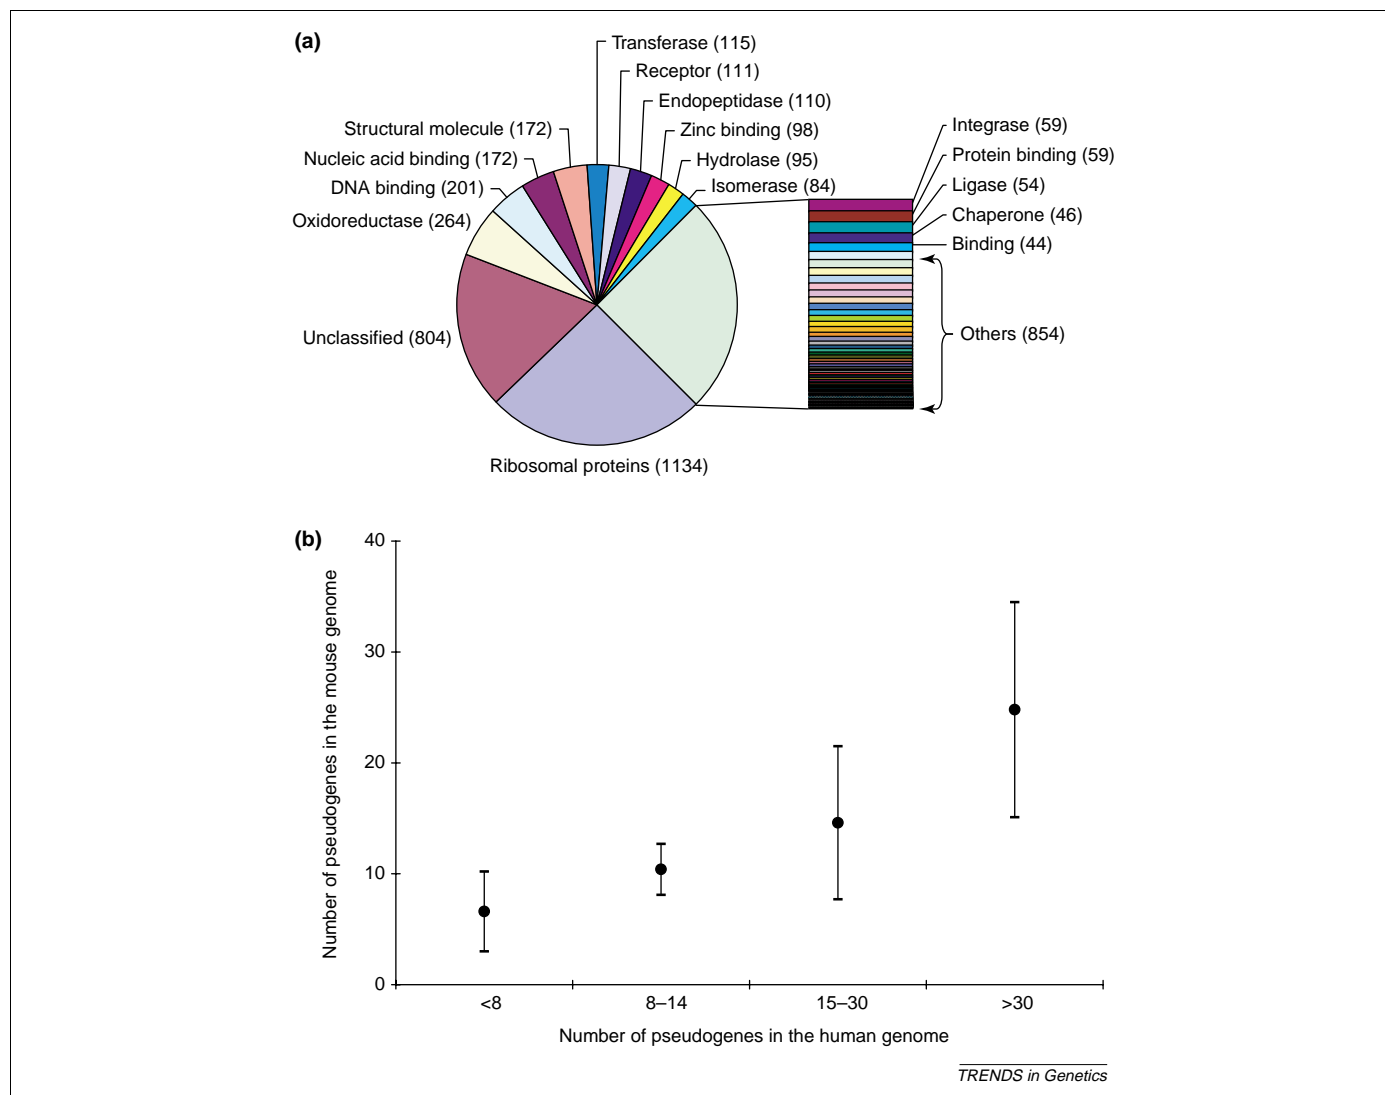 (a)
Transferase (115)
Receptor (111)
Endopeptidase (110)
Zinc binding (98)
Hydrolase (95)
Isomerase (84)
Structural molecule (172)
Nucleic acid binding (172)
DNA binding (201)
Oxidoreductase (264)
Unclassified (804)
Ribosomal proteins (1134)
Integrase (59)
Protein binding (59)
Ligase (54)
Chaperone (46)
Binding (44)
Others (854)
(b)
Number of pseudogenes in the mouse genome
40
30
20
10
0
<8
8–14
15–30
>30
Number of pseudogenes in the human genome
TRENDS in Genetics